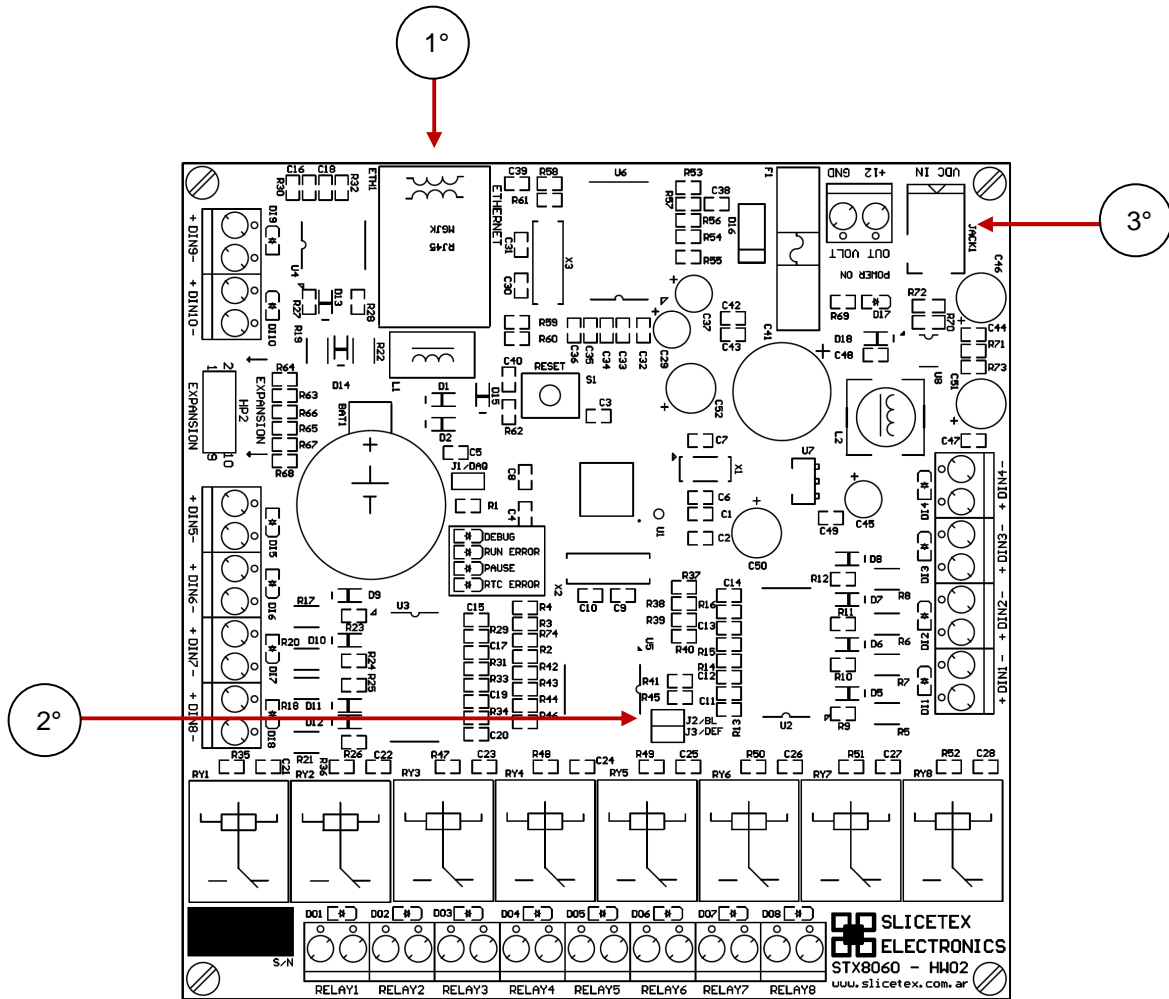 1°
2°
3°
C16
C18
R30
R32
ETH1
RJ45
MGJK
ETHERNET
C39
R58
R61
U6
R53
C38
R57
R56
R54
R55
D16
F1
GND
+12
VDC IN
OUT VOLT
JACK1
POWER ON
+ DIN9-
DI9
U4
+ DIN10-
DI10
R27
D13
R28
R19
R22
D14
L1
C31
C30
X3
R59
R60
C36
C35
C34
C33
C32
C29
C37
C42
C43
C41
R69
DI7
R72
R70
D18
C48
U8
C46
C44
R71
R73
C51
C47
L2
2
1
EXPANSION
HP2
EXPANSION
9
10
R64
R63
R66
R65
R67
R68
BAT1
D1
D2
D15
C40
R62
RESET
S1
C3
C52
C5
J1/DAQ
R1
C8
C4
U1
C7
X1
C6
C1
C2
U7
C49
C45
C50
+ DIN5-
DI5
+ DIN6-
DI6
+ DIN7-
DI7
+ DIN8-
DI8
+ DIN4-
DI4
+ DIN3-
DI3
+ DIN2-
DI2
+ DIN1-
DI1
DEBUG
RUN ERROR
PAUSE
RTC ERROR
X2
C10
C9
R17
D9
R23
U3
R20
D10
R24
R25
R18
D11
D12
R21
R26
C15
R29
C17
R31
R33
C19
R34
C20
R4
R3
R74
R2
R42
R43
R44
R46
U5
R37
R38
R39
R40
R41
R45
J2/BL
J3/DEF
C14
R16
C13
R15
R14
C12
C11
R13
U2
R12
D8
R8
D7
R11
D6
R6
R10
R7
D5
R9
R5
RY1
R35
C21
RY2
R36
C22
RY3
R47
C23
RY4
R48
C24
RY5
R49
C25
RY6
R50
C26
RY7
R51
C27
RY8
R52
C28
S/N
DO1
DO2
DO3
DO4
DO5
DO6
DO7
DO8
RELAY1
RELAY2
RELAY3
RELAY4
RELAY5
RELAY6
RELAY7
RELAY8
SLICETEX
ELECTRONICS
STX8060 - HW02
www.slicetex.com.ar